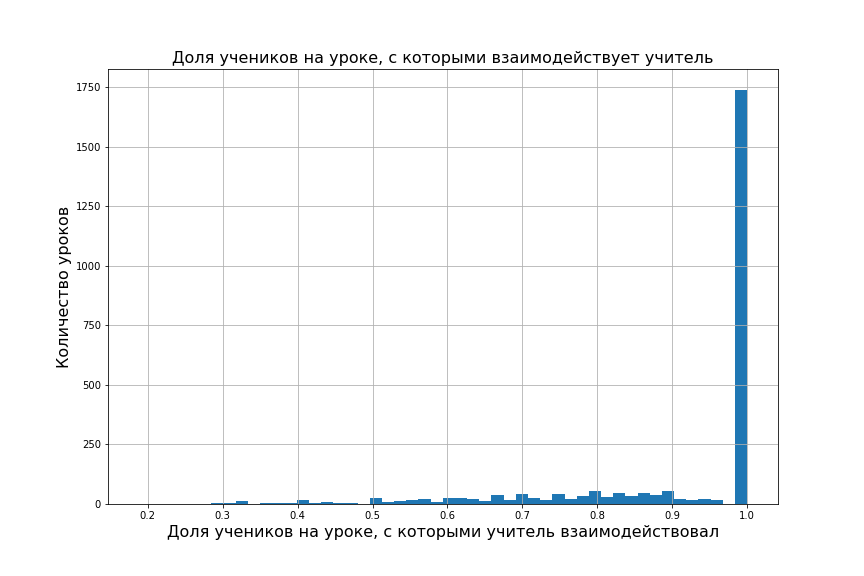 Доля учеников на уроке, с которыми взаимодействует учитель
Количество уроков
1750
1500
1250
1000
750
500
250
0
0.2 0.3 0.4 0.5 0.6 0.7 0.8 0.9 1.0
Доля учеников на уроке, с которыми учитель взаимодействовал